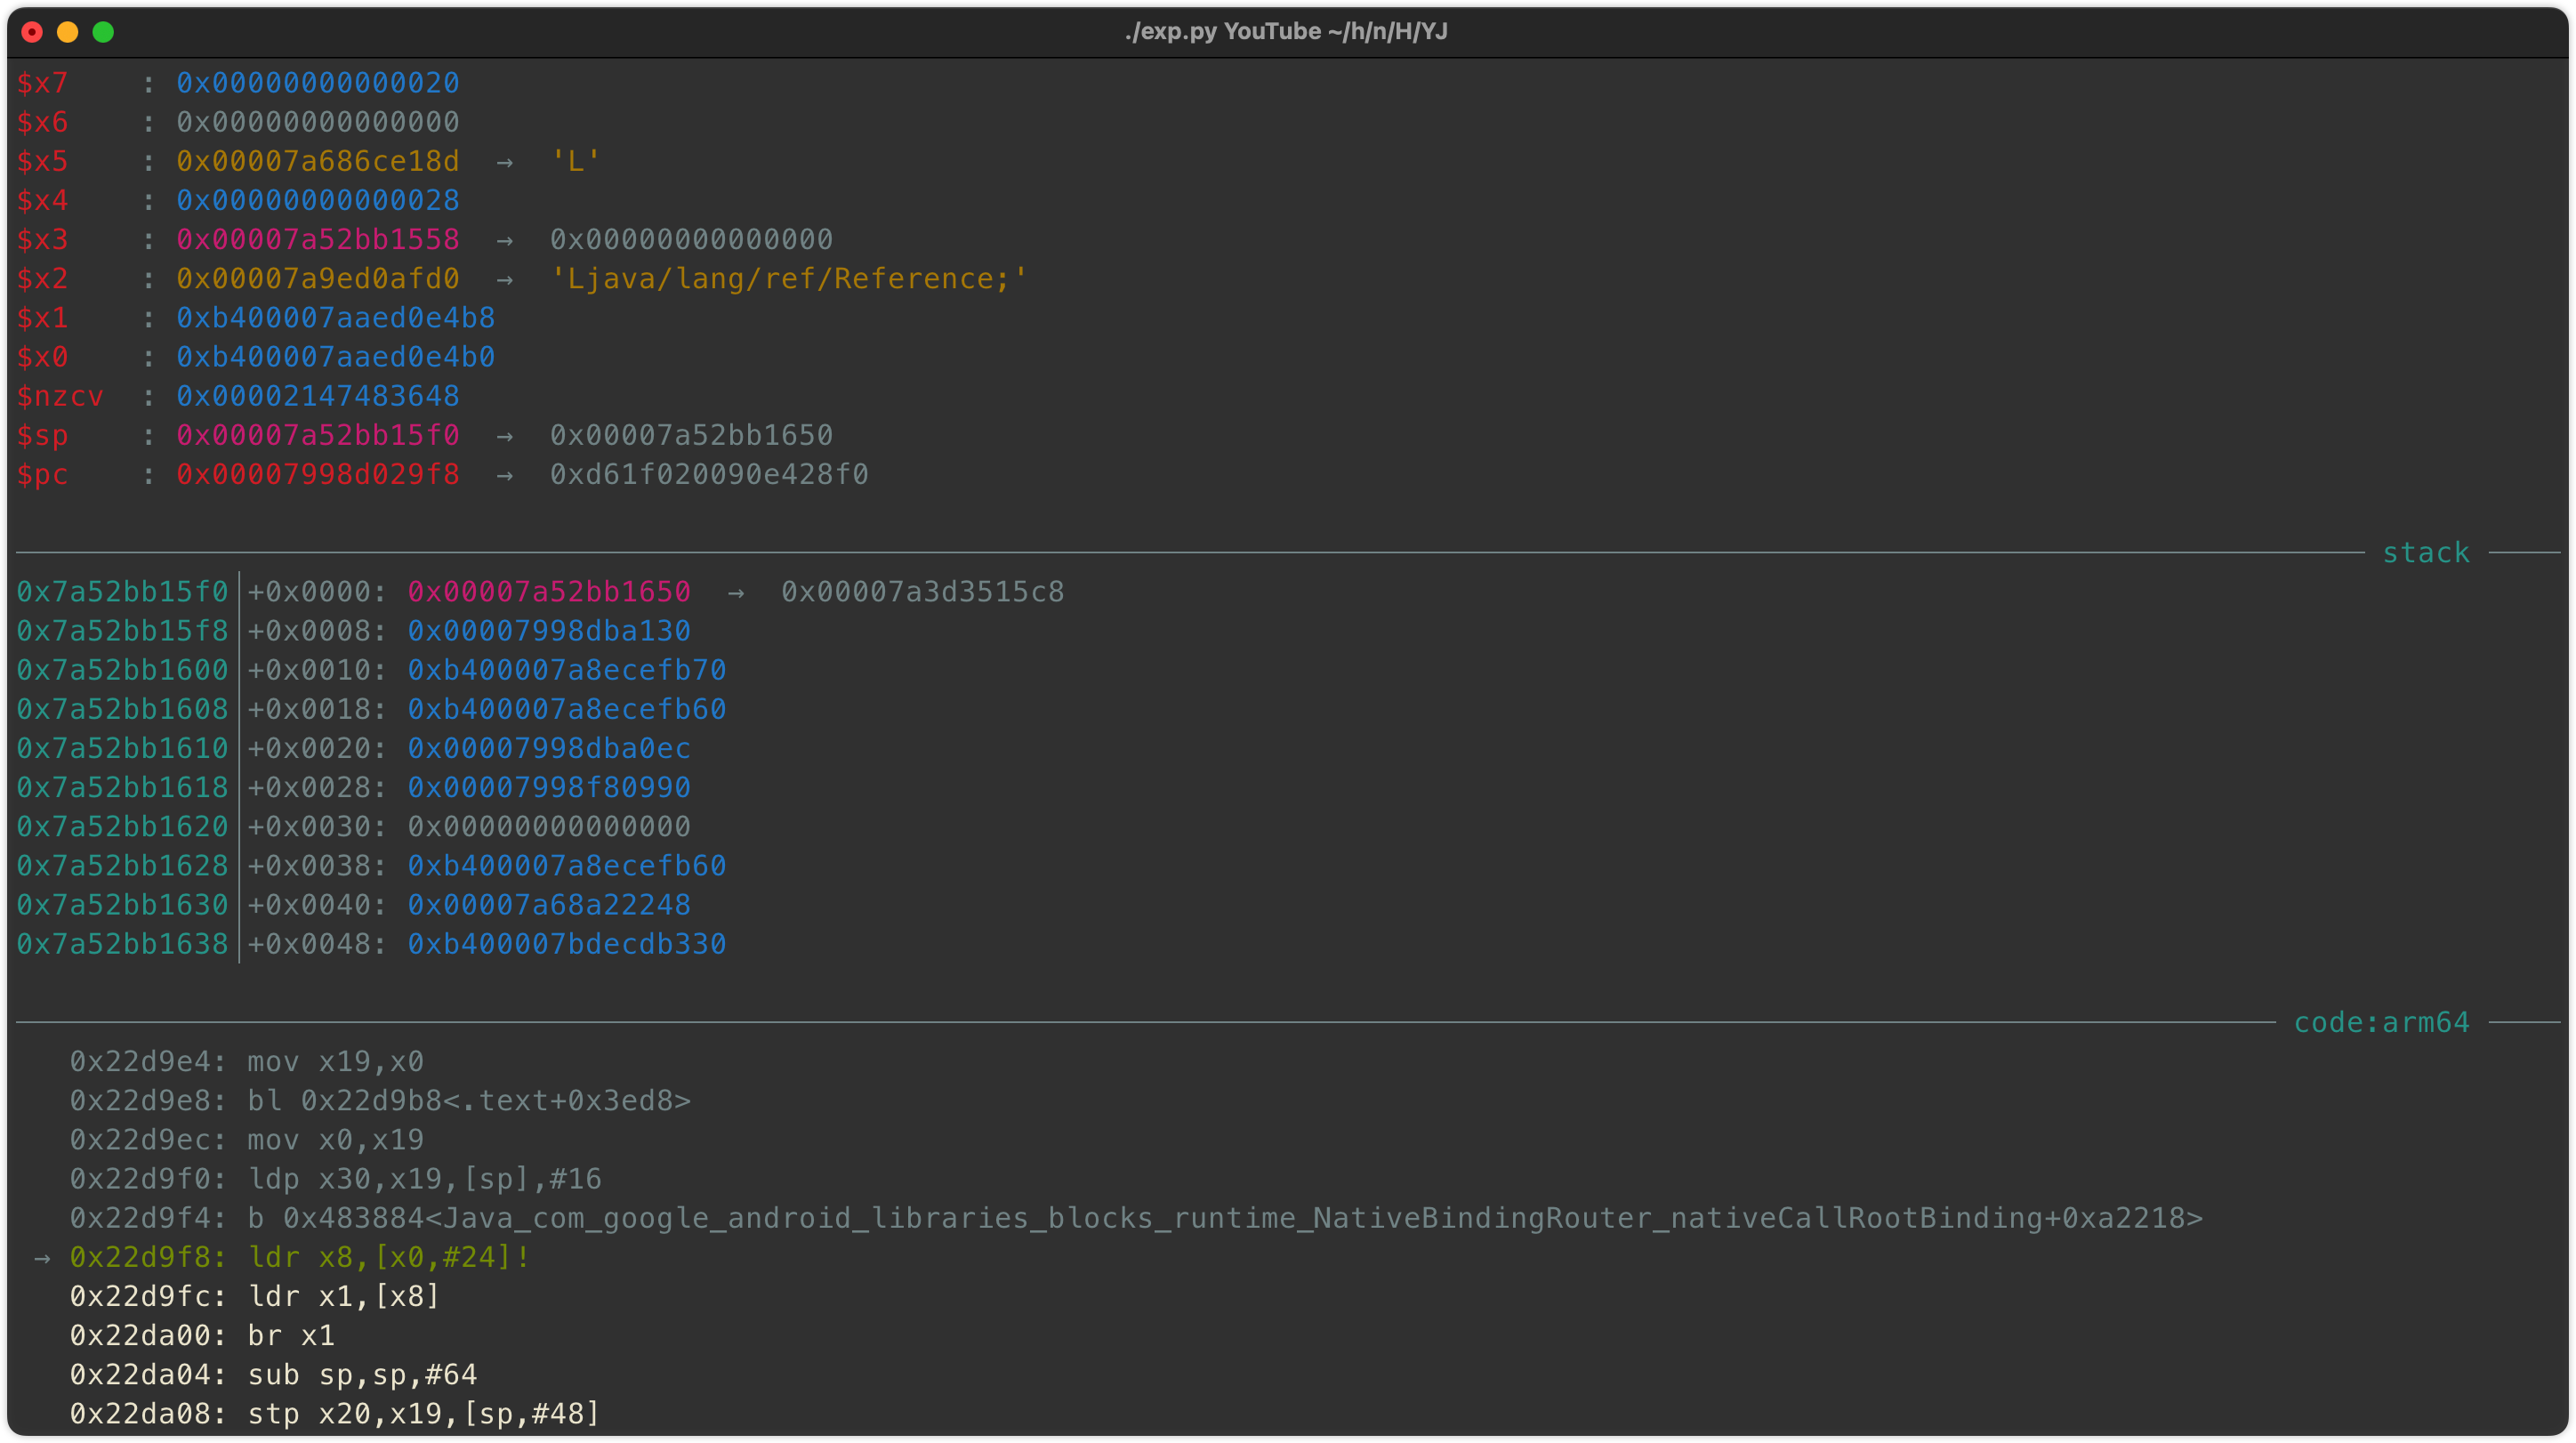 ./exp.py YouTube ~/h/n/H/YJ
$x7 : 0x00000000000020
$x6 : 0x00000000000000
$x5 : 0x00007a686ce18d → 'L'
$x4 : 0x00000000000028
$x3 : 0x00007a52bb1558 → 0x00000000000000
$x2 : 0x00007a9ed0afd0 → 'Ljava/lang/ref/Reference;'
$x1 : 0xb400007aaed0e4b8
$x0 : 0xb400007aaed0e4b0
$nzcv : 0x00002147483648
$sp : 0x00007a52bb15f0 → 0x00007a52bb1650
$pc : 0x00007998d029f8 → 0xd61f020090e428f0
stack
0x7a52bb15f0│+0x0000: 0x00007a52bb1650 → 0x00007a3d3515c8
0x7a52bb15f8│+0x0008: 0x00007998dba130
0x7a52bb1600│+0x0010: 0xb400007a8ecefb70
0x7a52bb1608│+0x0018: 0xb400007a8ecefb60
0x7a52bb1610│+0x0020: 0x00007998dba0ec
0x7a52bb1618│+0x0028: 0x00007998f80990
0x7a52bb1620│+0x0030: 0x00000000000000
0x7a52bb1628│+0x0038: 0xb400007a8ecefb60
0x7a52bb1630│+0x0040: 0x00007a68a22248
0x7a52bb1638│+0x0048: 0xb400007bdecdb330
code:arm64
0x22d9e4: mov x19,x0
0x22d9e8: bl 0x22d9b8<.text+0x3ed8>
0x22d9ec: mov x0,x19
0x22d9f0: ldp x30,x19,[sp],#16
0x22d9f4: b 0x483884<Java_com_google_android_libraries_blocks_runtime_NativeBindingRouter_nativeCallRootBinding+0xa2218>
→ 0x22d9f8: ldr x8,[x0,#24]!
0x22d9fc: ldr x1,[x8]
0x22da00: br x1
0x22da04: sub sp,sp,#64
0x22da08: stp x20,x19,[sp,#48]